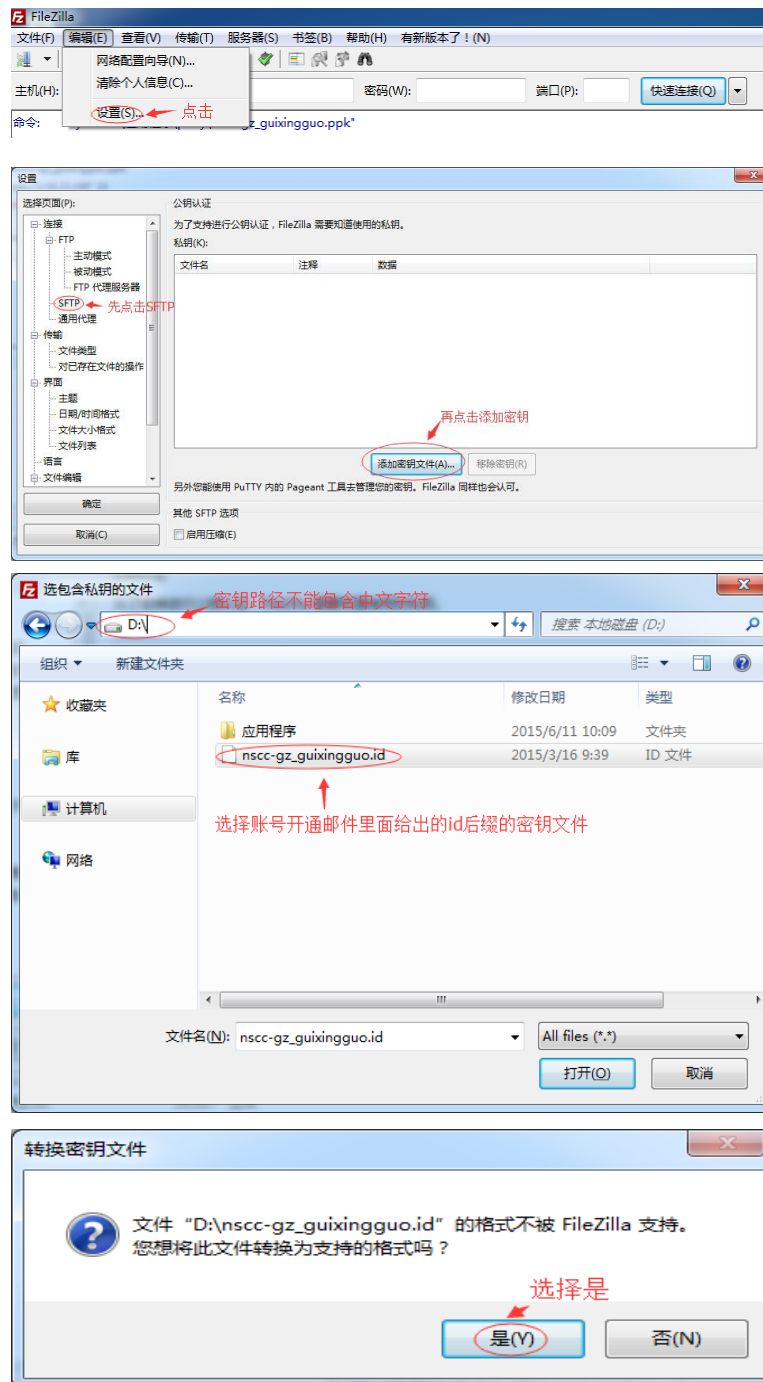 FileZilla
文件(F) 编辑(E) 查看(V) 传输(T) 服务器(S) 书签(B) 帮助(H) 有新版本了！(N)
网络配置向导(N)...
清除个人信息(C)...
主机(H): 密码(W): 端口(P): 快速连接(Q)
设置(S)... 点击
命令: gz_guixingguo.ppk"
设置
选择页面(P): 公钥认证
连接 为了支持进行公钥认证，FileZilla 需要知道使用的私钥。
FTP 私钥(K):
主动模式 文件名 注释 数据
被动模式
FTP 代理服务器
SFTP 先点击SFTP
通用代理
传输
文件类型
对已存在文件的操作
界面
主题
日期/时间格式 再点击添加密钥
文件大小格式
文件列表
语言 添加密钥文件(A)... 移除密钥(R)
文件编辑 另外您能使用 PuTTY 内的 Pageant 工具去管理您的密钥。FileZilla 同样也会认可。
确定 其他 SFTP 选项
取消(C) 启用压缩(E)
选包含私钥的文件
密钥路径不能包含中文字符
D:\ 搜索 本地磁盘 (D:)
组织 新建文件夹
收藏夹 名称 修改日期 类型
应用程序 2015/6/11 10:09 文件夹
库 nscc-gz_guixingguo.id 2015/3/16 9:39 ID 文件
计算机
选择账号开通邮件里面给出的id后缀的密钥文件
网络
文件名(N): nscc-gz_guixingguo.id All files (*.*)
打开(O) 取消
转换密钥文件
文件“D:\nscc-gz_guixingguo.id”的格式不被 FileZilla 支持。
您想将此文件转换为支持的格式吗？
选择是
是(Y) 否(N)